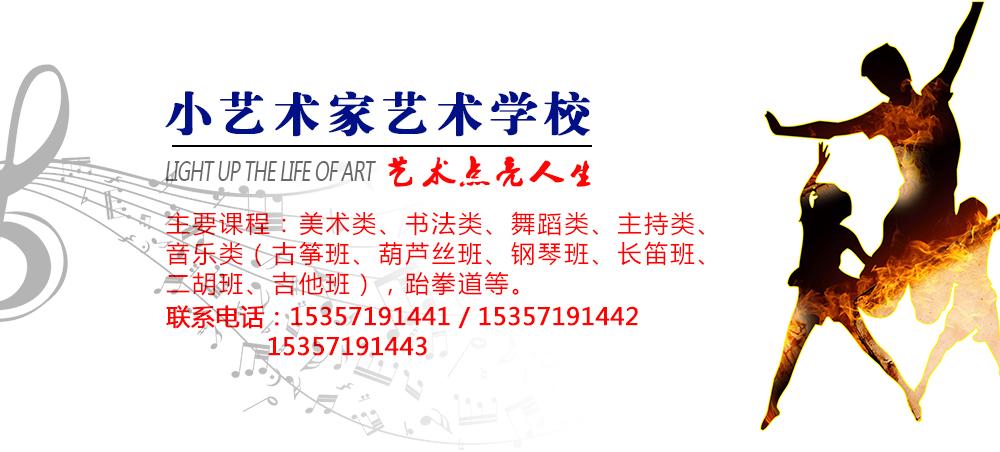 小艺术家艺术学校
LIGHT UP THE LIFE OF ART 艺术点亮人生
主要课程：美术类、书法类、舞蹈类、主持类、
音乐类（古筝班、葫芦丝班、钢琴班、长笛班、
二胡班、吉他班），跆拳道等。
联系电话：15357191441 / 15357191442
15357191443